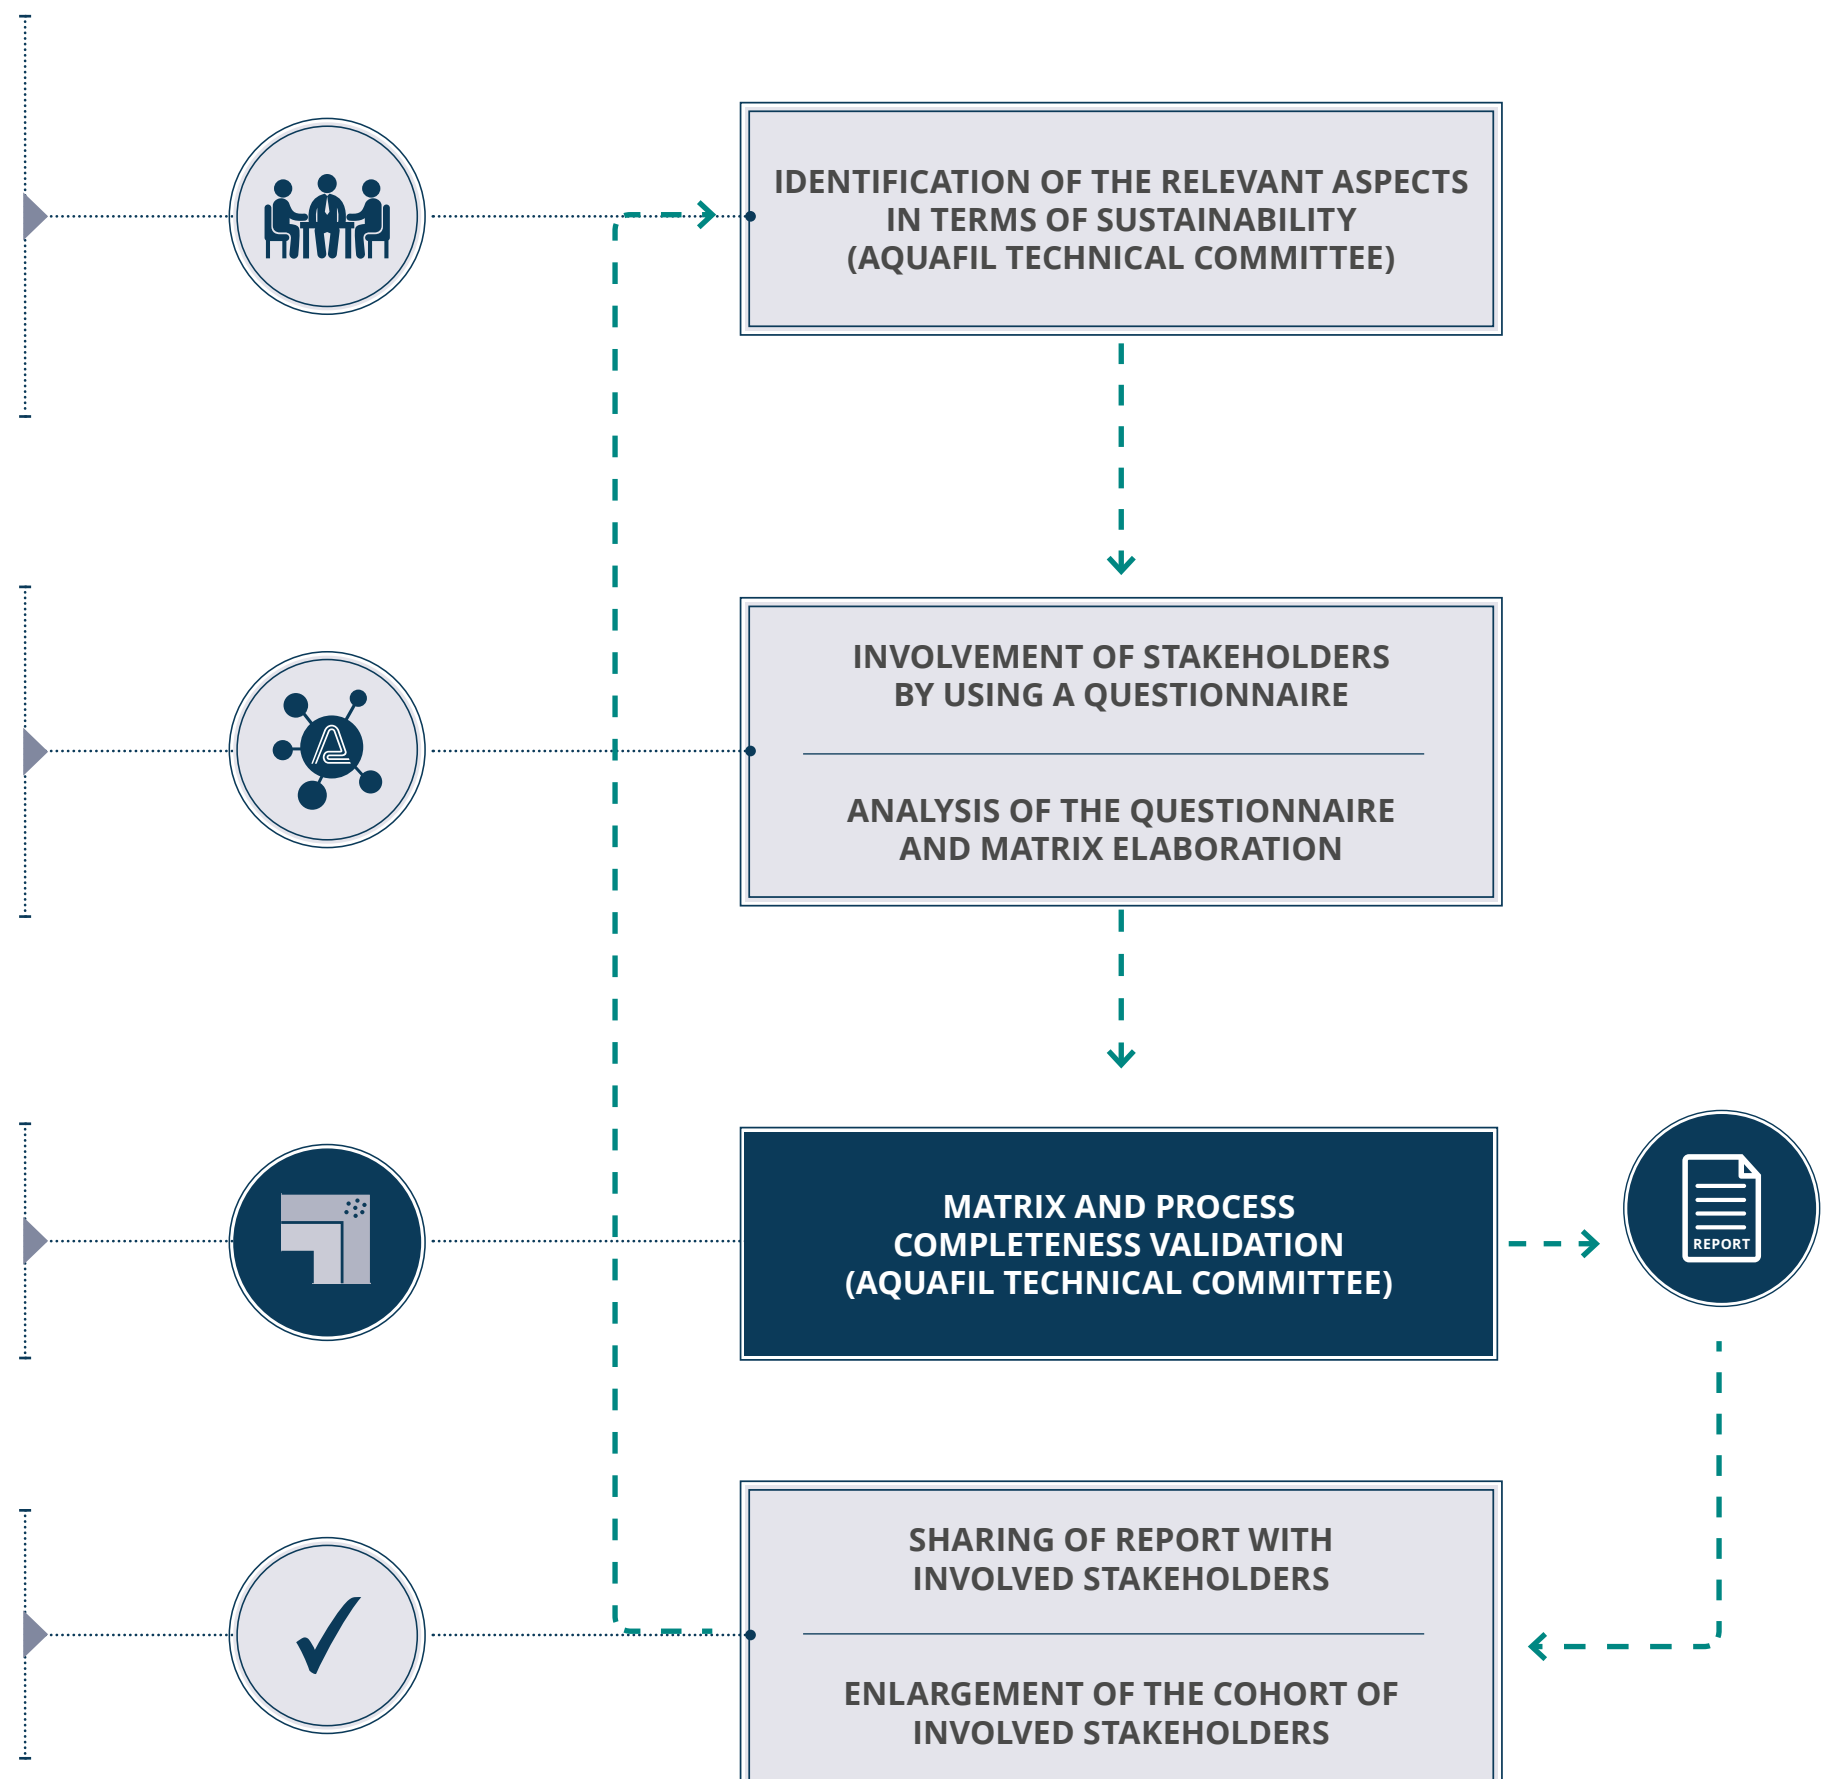 IDENTIFICATION OF THE RELEVANT ASPECTS
IN TERMS OF SUSTAINABILITY
(AQUAFIL TECHNICAL COMMITTEE)
INVOLVEMENT OF STAKEHOLDERS
BY USING A QUESTIONNAIRE
ANALYSIS OF THE QUESTIONNAIRE
AND MATRIX ELABORATION
MATRIX AND PROCESS
COMPLETENESS VALIDATION
(AQUAFIL TECHNICAL COMMITTEE)
REPORT
SHARING OF REPORT WITH
INVOLVED STAKEHOLDERS
ENLARGEMENT OF THE COHORT OF
INVOLVED STAKEHOLDERS